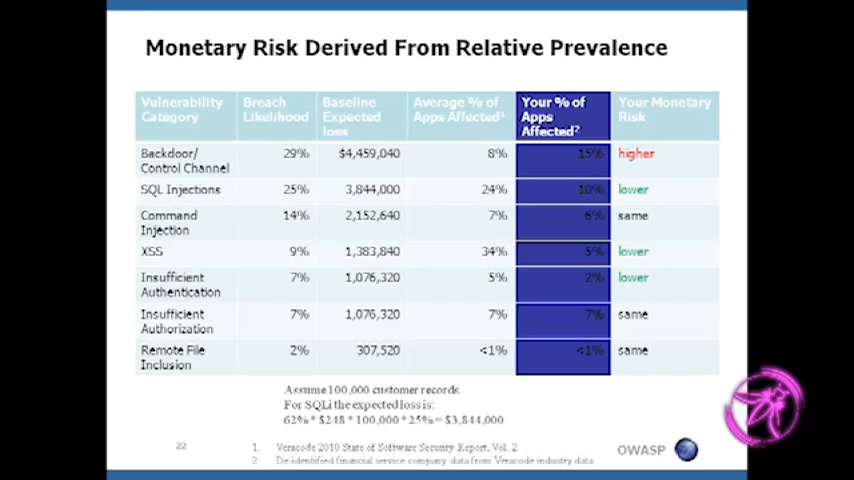 Monetary Risk Derived From Relative Prevalence
Vulnerability Category Breach Likelihood Baseline Expected loss Average % of Apps Affected1 Your % of Apps Affected2 Your Monetary Risk
Backdoor/ Control Channel 29% $4,459,040 8% 15% higher
SQL Injections 25% 3,844,000 24% 10% lower
Command Injection 14% 2,152,640 7% 6% same
XSS 9% 1,383,840 34% 5% lower
Insufficient Authentication 7% 1,076,320 5% 2% lower
Insufficient Authorization 7% 1,076,320 7% 7% same
Remote File Inclusion 2% 307,520 <1% <1% same
Assume 100,000 customer records.
For SQLi the expected loss is:
62% * $248 * 100,000 * 25% = $3,844,000
22
1. Veracode 2010 State of Software Security Report, Vol. 2
2. De-identified financial service company data from Veracode industry data
OWASP